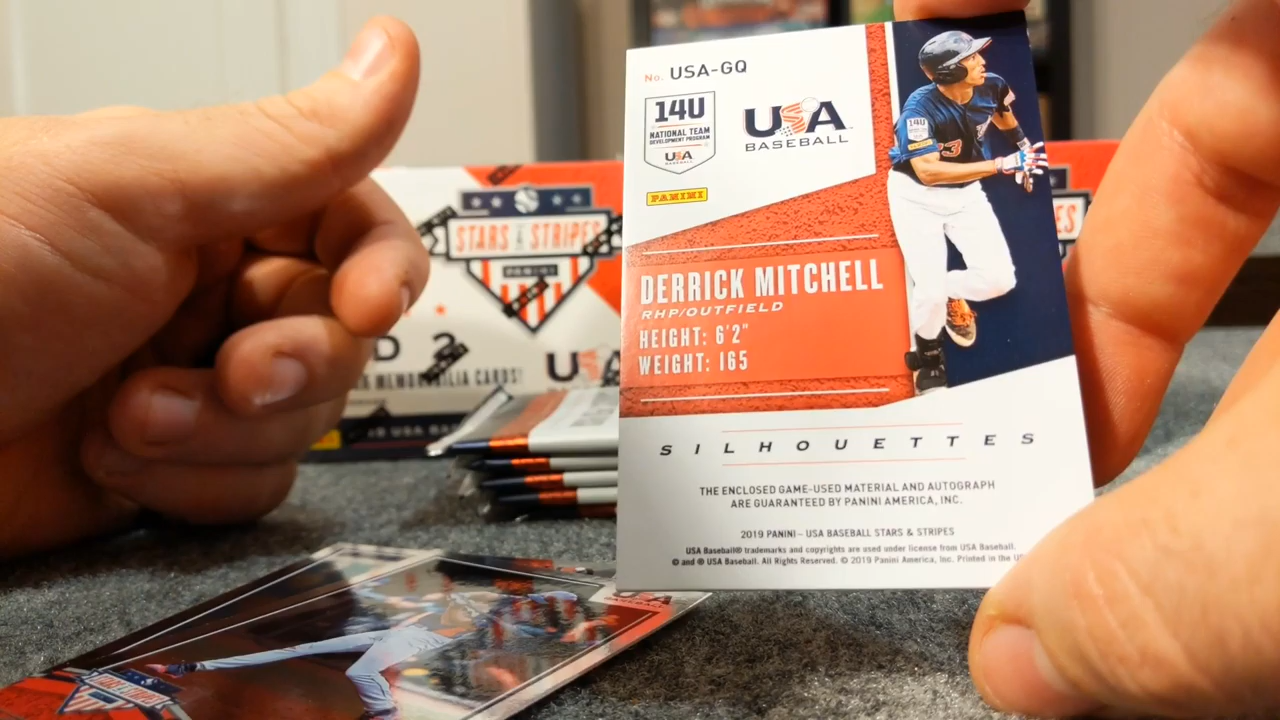 No. USA-GQ
14U
NATIONAL TEAM
DEVELOPMENT PROGRAM
USA
USA
BASEBALL
PANINI
14U
DERRICK MITCHELL
RHP/OUTFIELD
HEIGHT: 6'2"
WEIGHT: 165
SILHOUETTES
THE ENCLOSED GAME-USED MATERIAL AND AUTOGRAPH
ARE GUARANTEED BY PANINI AMERICA, INC.
2019 PANINI – USA BASEBALL STARS & STRIPES
USA Baseball® trademarks and copyrights are used under license from USA Baseball.
© and ® USA Baseball. All Rights Reserved. © 2019 Panini America, Inc. Printed in the
STARS & STRIPES
PANINI
MEMORABILIA CARDS!